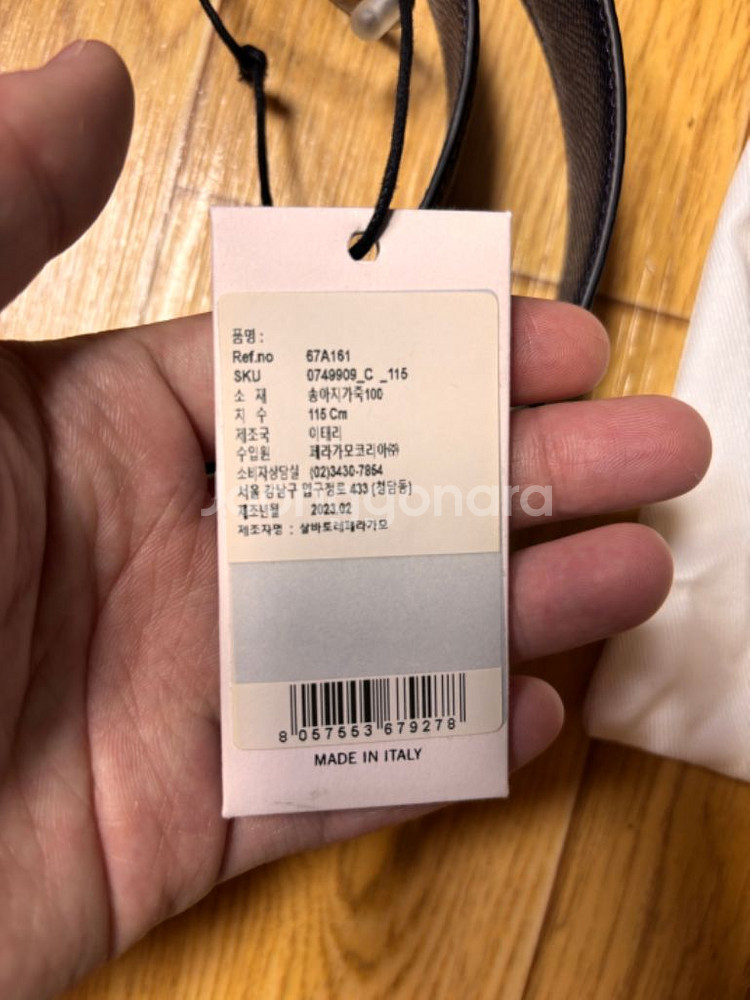 품명 :
Ref.no 67A161
SKU 0749909_C _115
소 재 송아지가죽100
치 수 115 Cm
제조국 이태리
수입원 페라가모코리아㈜
소비자상담실 (02)3430-7854
서울 강남구 압구정로 433 (청담동)
제조년월 2023.02
제조자명 : 살바토레페라가모
8 057553 679278
MADE IN ITALY